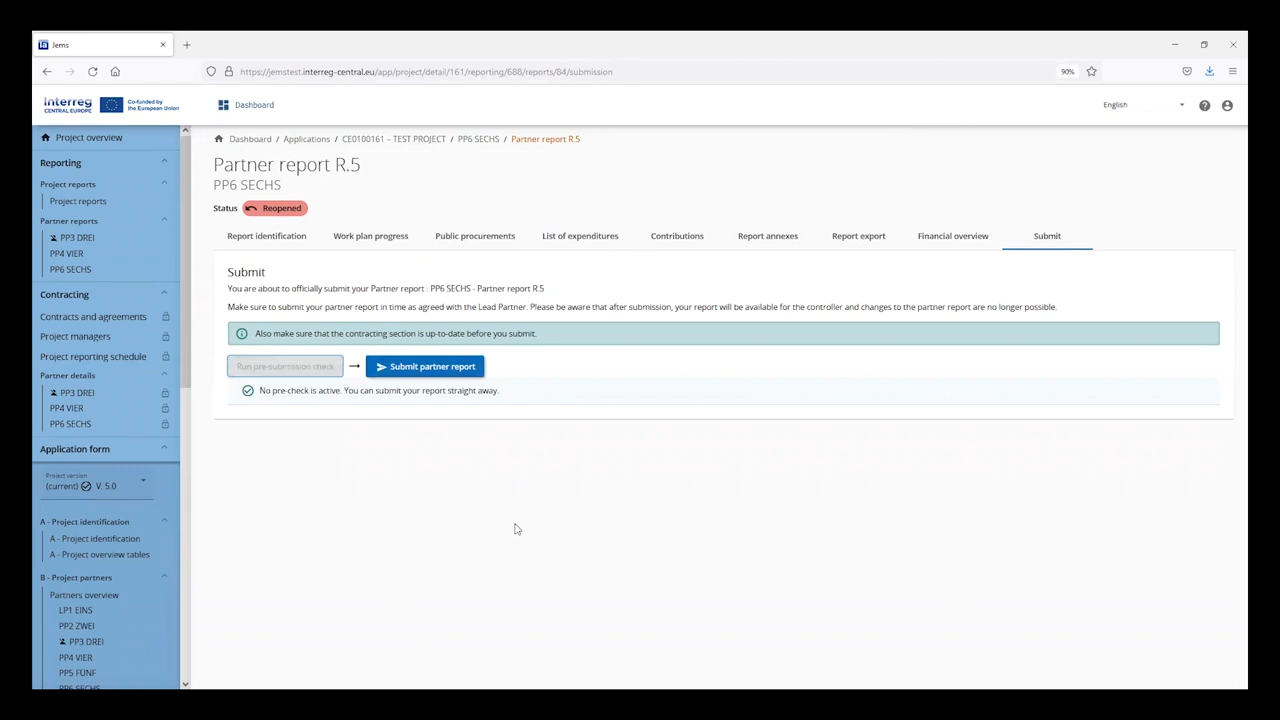 Jems
https://jemstest.interreg-central.eu/app/project/detail/161/reporting/688/reports/84/submission
90%
Interreg
CENTRAL EUROPE
Co-funded by
the European Union
Dashboard
English
Project overview
Reporting
Project reports
Project reports
Partner reports
PP3 DREI
PP4 VIER
PP6 SECHS
Contracting
Contracts and agreements
Project managers
Project reporting schedule
Partner details
PP3 DREI
PP4 VIER
PP6 SECHS
Application form
Project version
(current) V. 5.0
A - Project identification
A - Project identification
A - Project overview tables
B - Project partners
Partners overview
LP1 EINS
PP2 ZWEI
PP3 DREI
PP4 VIER
PP5 FÜNF
PP6 SECHS
Dashboard / Applications / CE0100161 – TEST PROJECT / PP6 SECHS / Partner report R.5
Partner report R.5
PP6 SECHS
Status Reopened
Report identification Work plan progress Public procurements List of expenditures Contributions Report annexes Report export Financial overview Submit
Submit
You are about to officially submit your Partner report : PP6 SECHS - Partner report R.5
Make sure to submit your partner report in time as agreed with the Lead Partner. Please be aware that after submission, your report will be available for the controller and changes to the partner report are no longer possible.
Also make sure that the contracting section is up-to-date before you submit.
Run pre-submission check → Submit partner report
No pre-check is active. You can submit your report straight away.